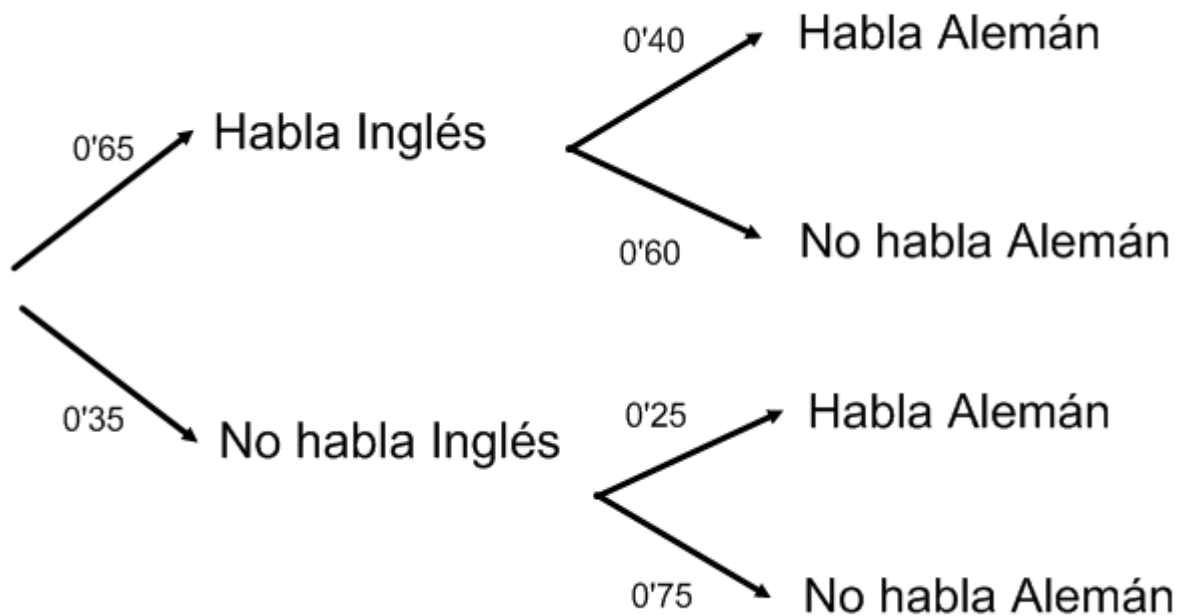 0'40
Habla Alemán
0'65
Habla Inglés
0'60
No habla Alemán
0'35
No habla Inglés
0'25
Habla Alemán
0'75
No habla Alemán